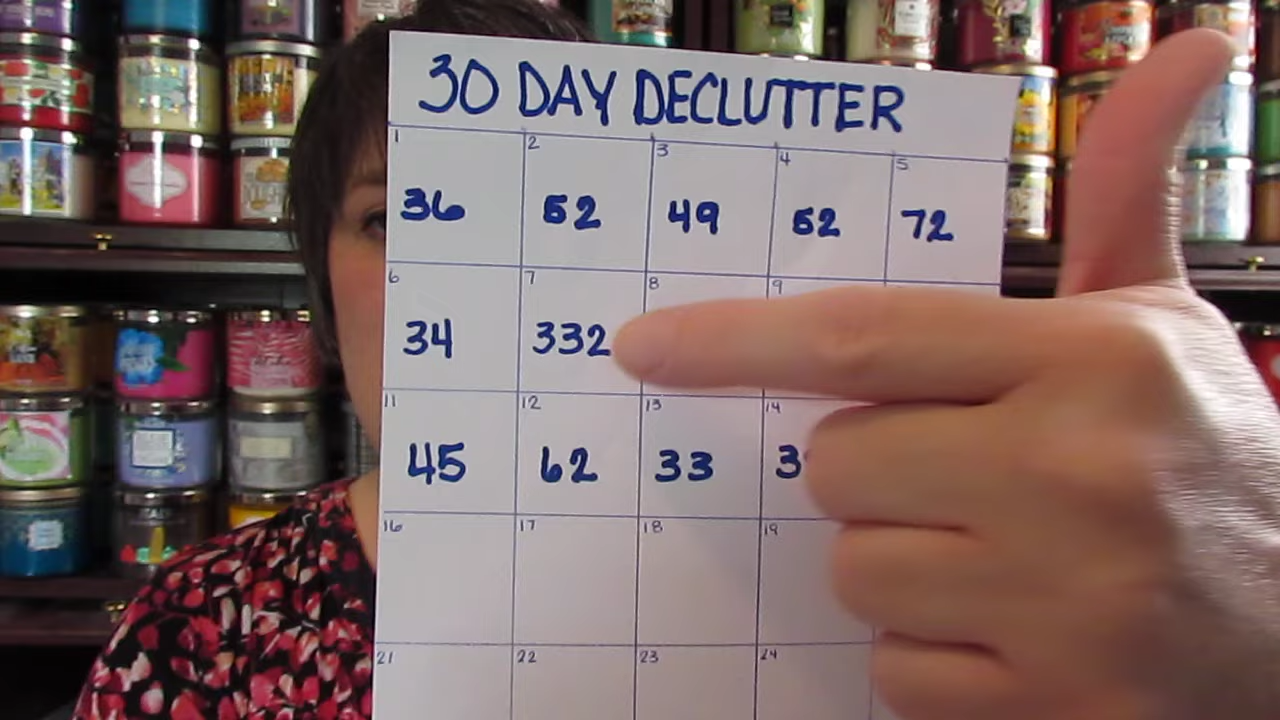 30 DAY DECLUTTER
1 2 3 4 5
36 52 49 52 72
6 7 8 9
34 332
11 12 13 14
45 62 33 3
16 17 18 19
21 22 23 24